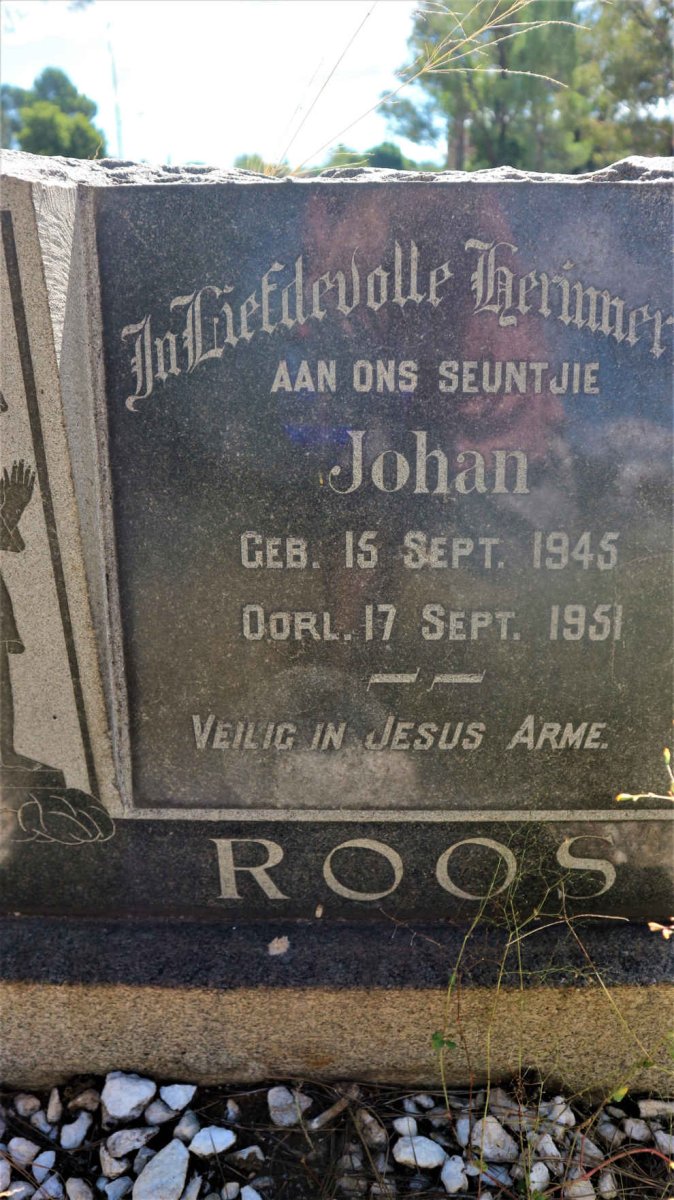 In Liefdevolle Herinner
AAN ONS SEUNTJIE
Johan
GEB. 15 SEPT. 1945
OORL. 17 SEPT. 1951
VEILIG IN JESUS ARME.
ROOS